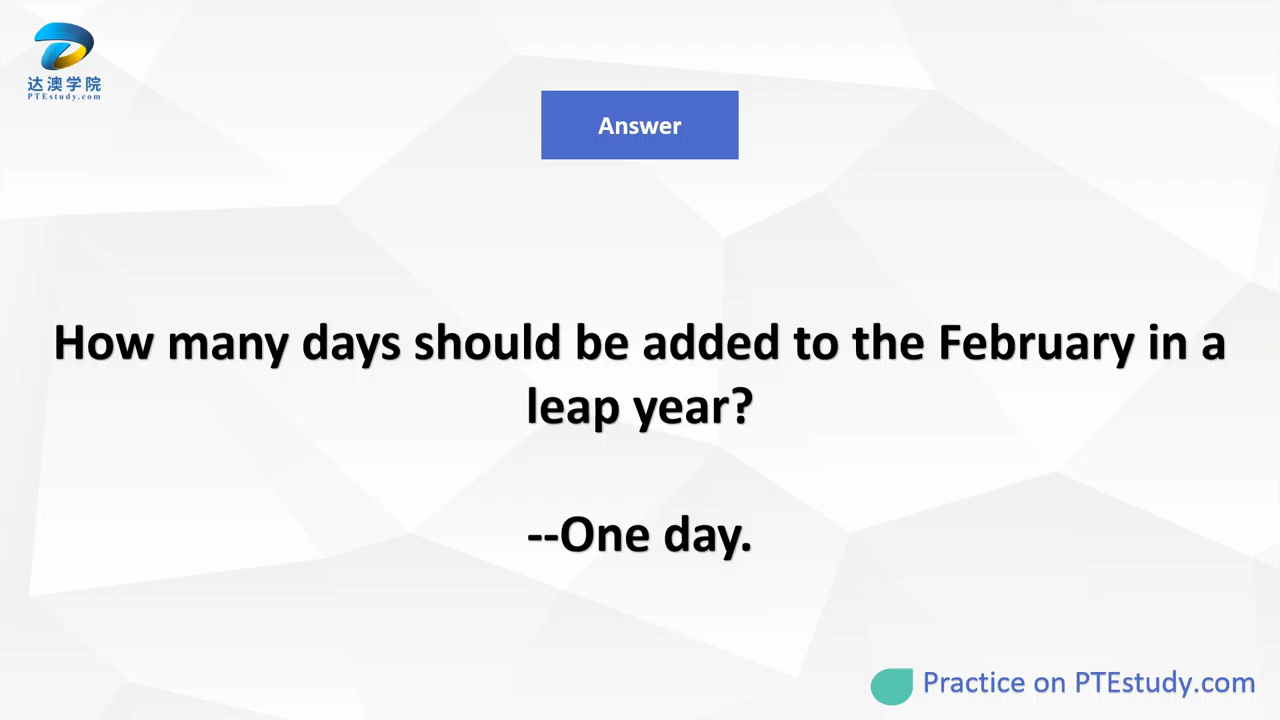 达澳学院
PTEstudy.com
Answer
How many days should be added to the February in a
leap year?
--One day.
Practice on PTEstudy.com